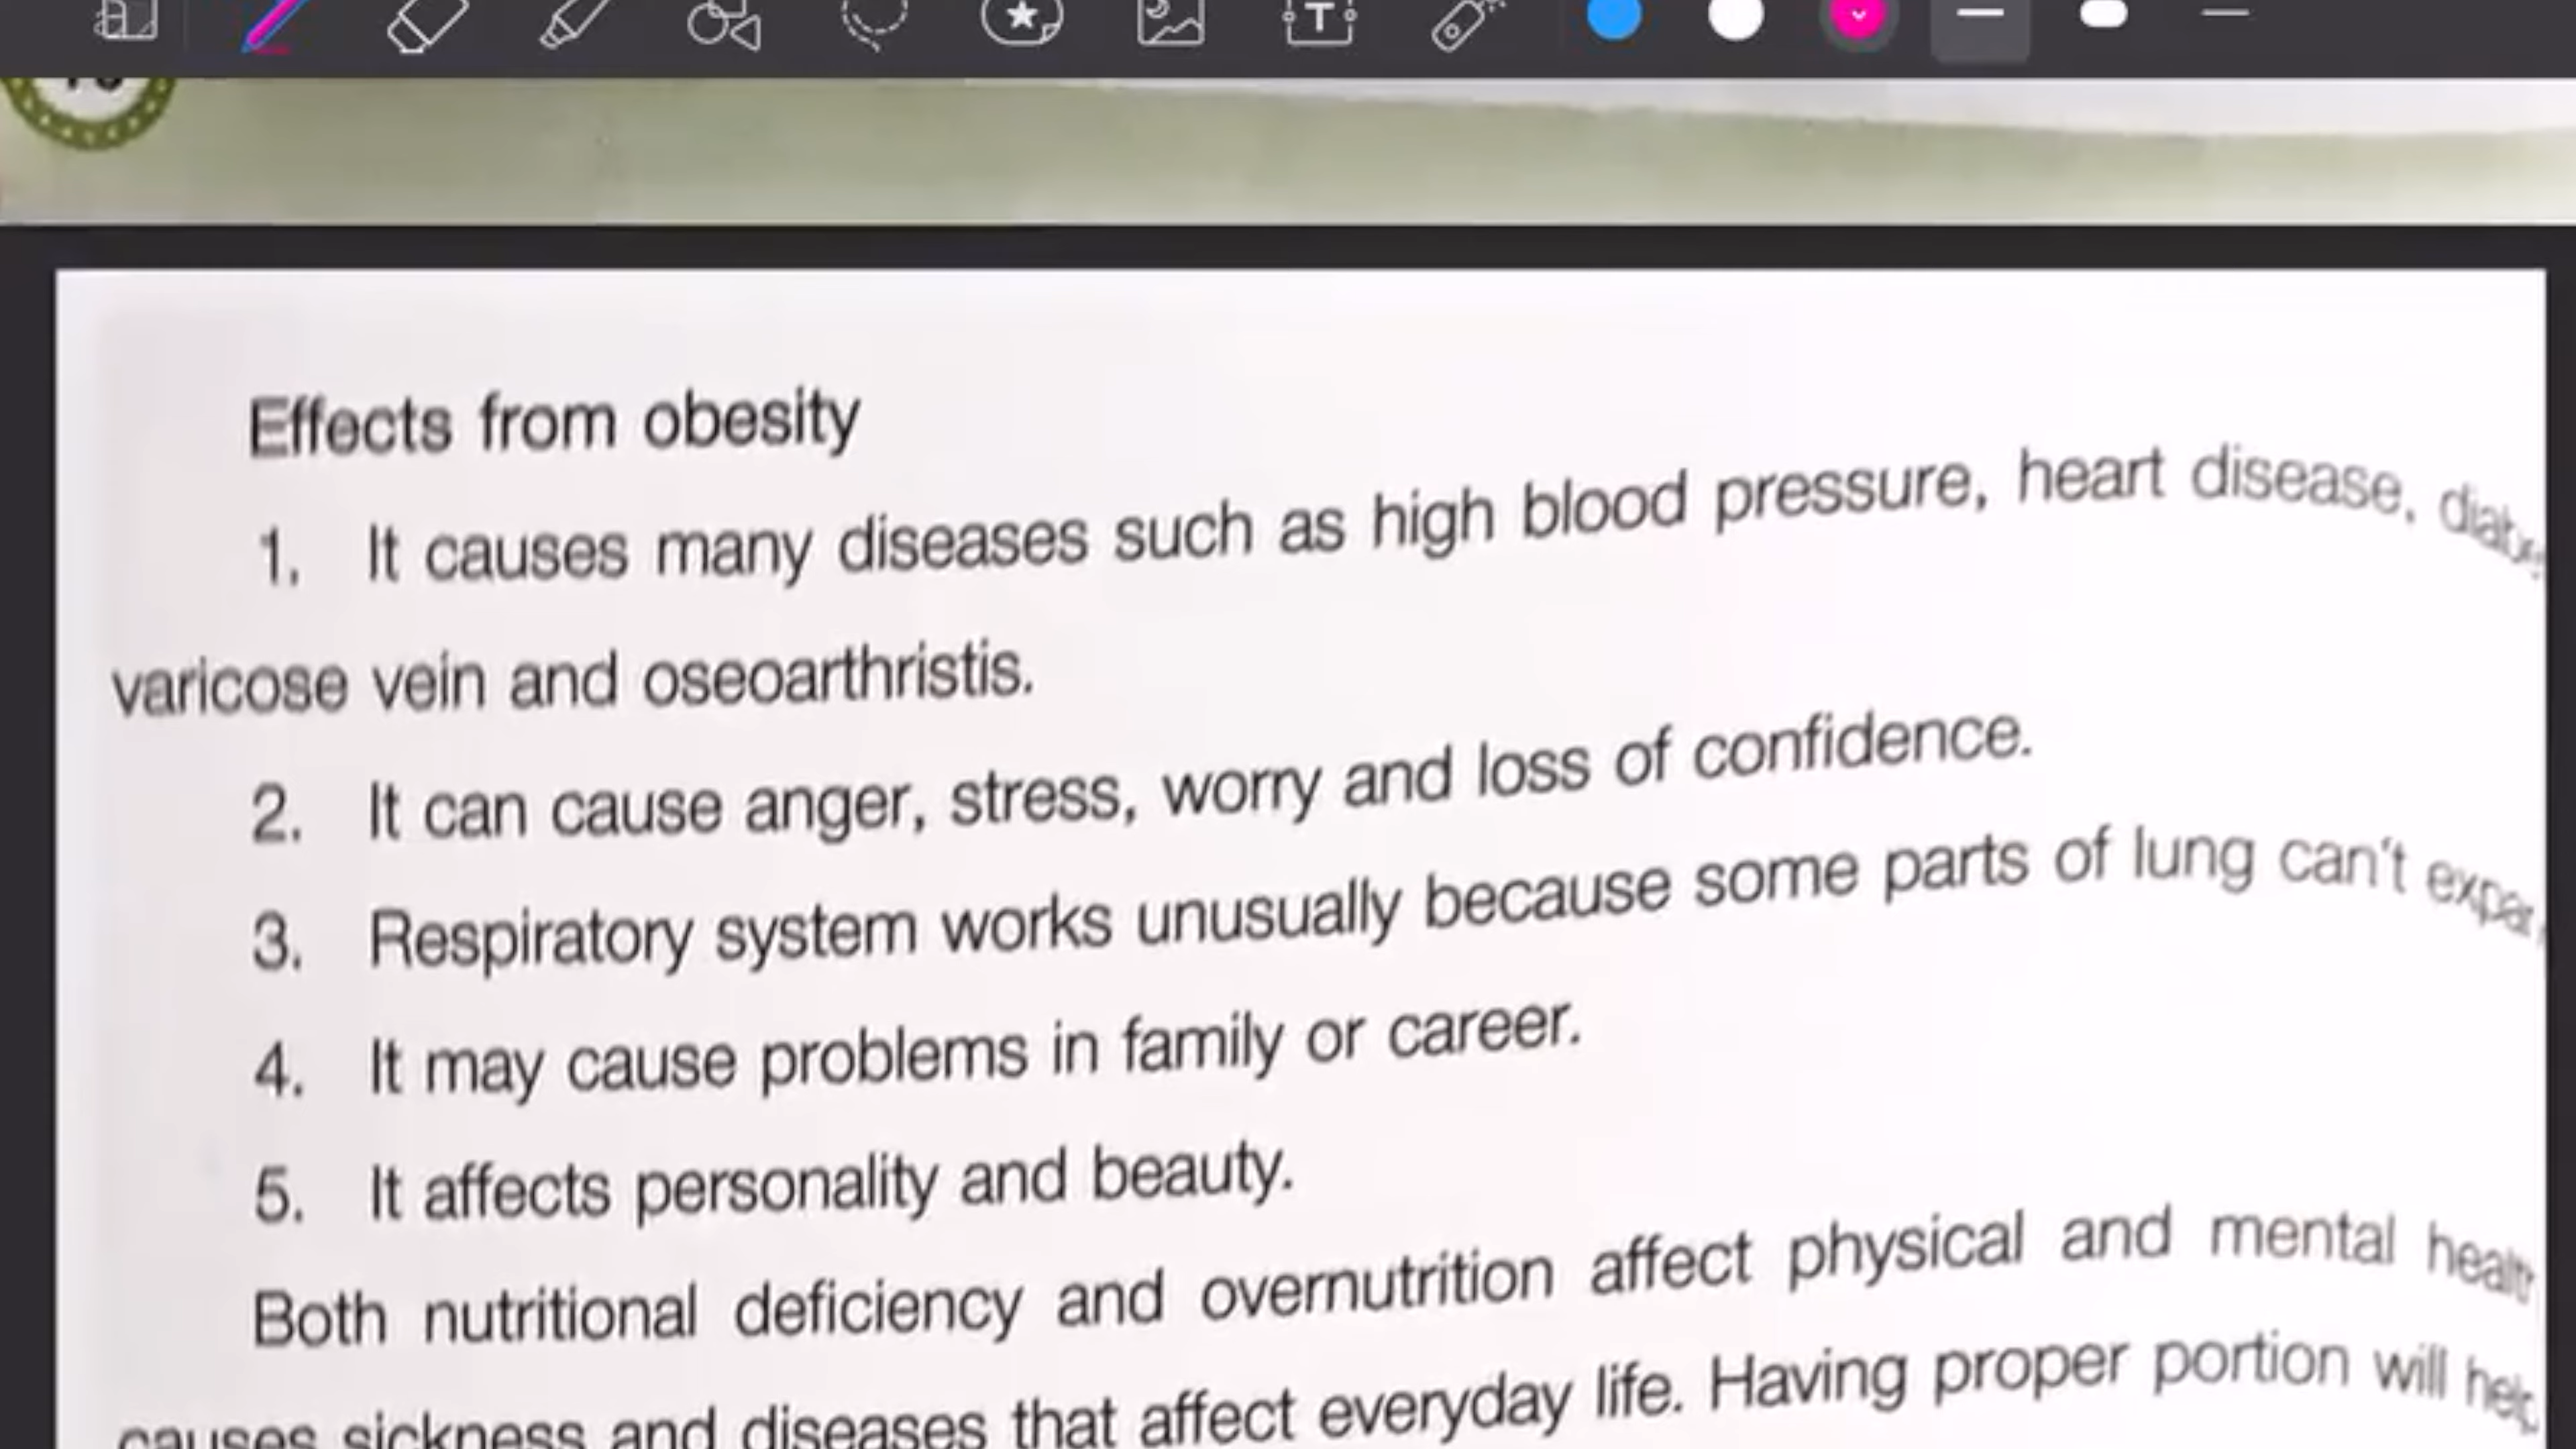 Effects from obesity
1. It causes many diseases such as high blood pressure, heart disease,
varicose vein and oseoarthristis.
2. It can cause anger, stress, worry and loss of confidence.
3. Respiratory system works unusually because some parts of lung can't
4. It may cause problems in family or career.
5. It affects personality and beauty.
Both nutritional deficiency and overnutrition affect physical and mental
causes sickness and diseases that affect everyday life. Having proper portion will help